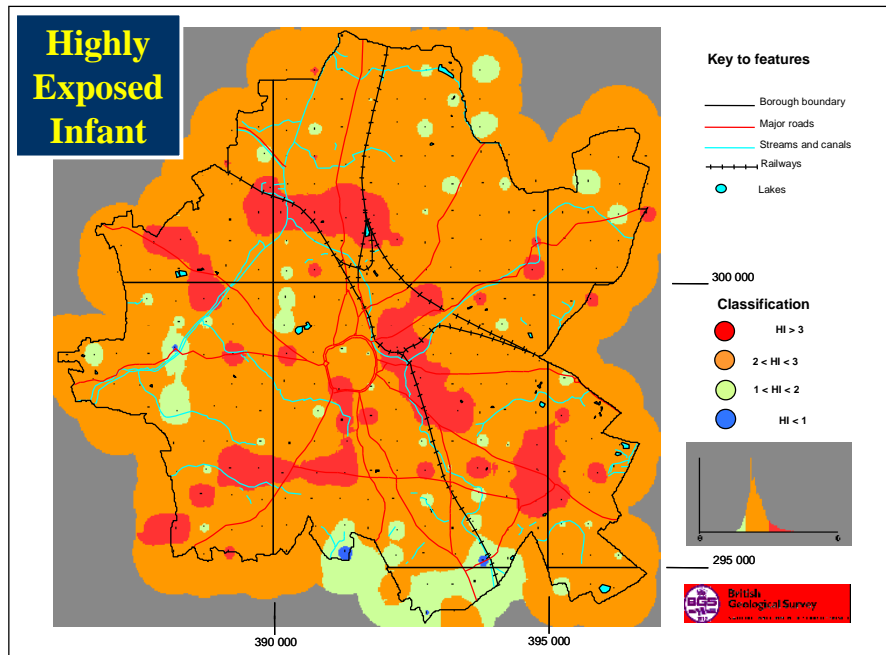 Highly
Exposed
Infant
Key to features
Borough boundary
Major roads
Streams and canals
Railways
Lakes
300 000
Classification
HI > 3
2 < HI < 3
1 < HI < 2
HI < 1
0
6
295 000
British
Geological Survey
BGS
390 000
395 000